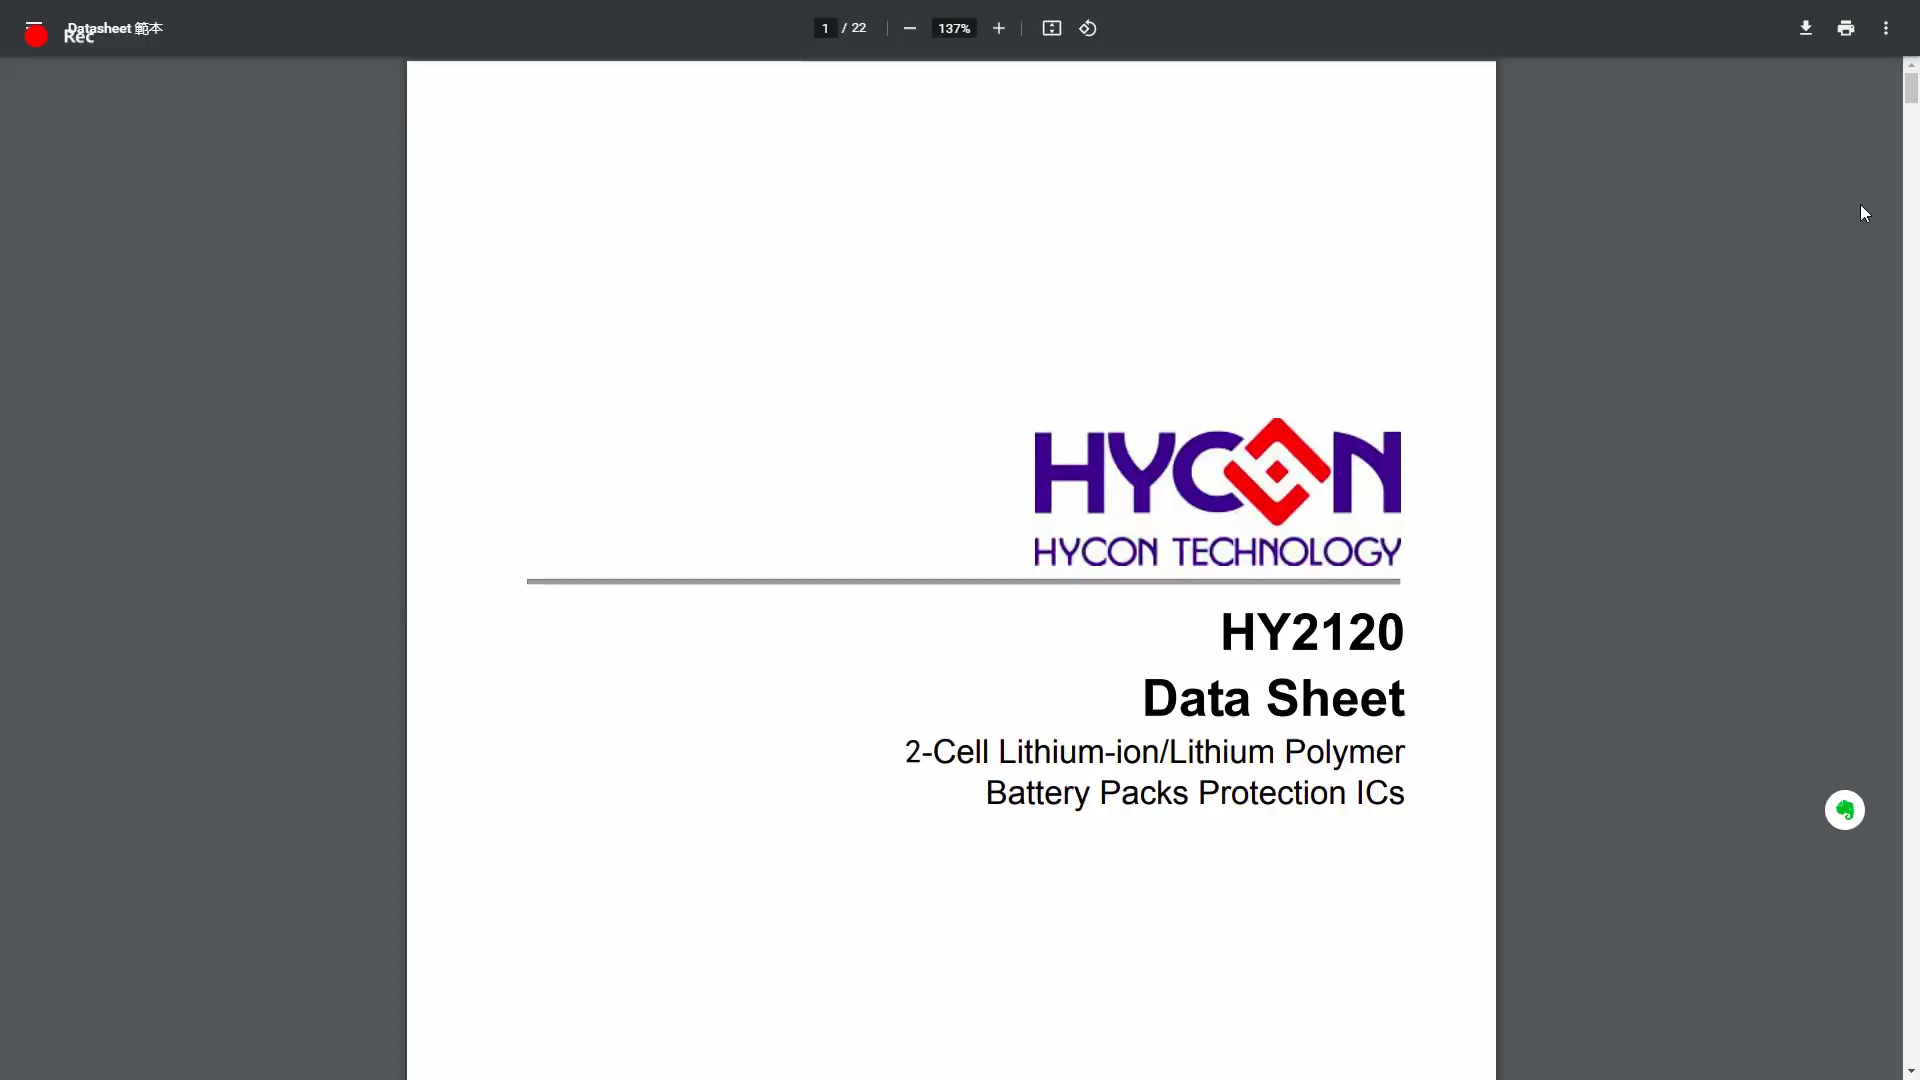 Datasheet 範本
Rec
1 / 22
137%
HYCON
HYCON TECHNOLOGY
HY2120
Data Sheet
2-Cell Lithium-ion/Lithium Polymer
Battery Packs Protection ICs